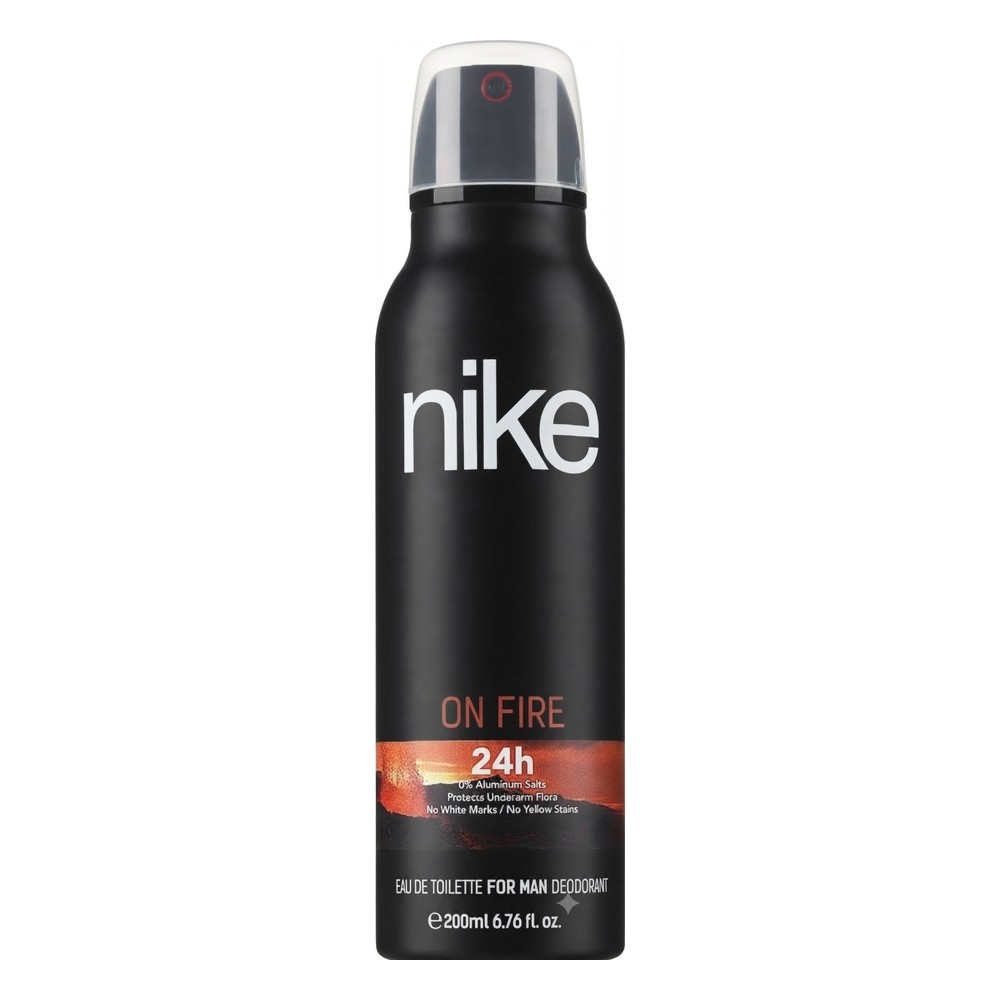 nike
ON FIRE
24h
0% Aluminum Salts
Protects Underarm Flora
No White Marks / No Yellow Stains
EAU DE TOILETTE FOR MAN DEODORANT
℮200ml 6.76 fl. oz.